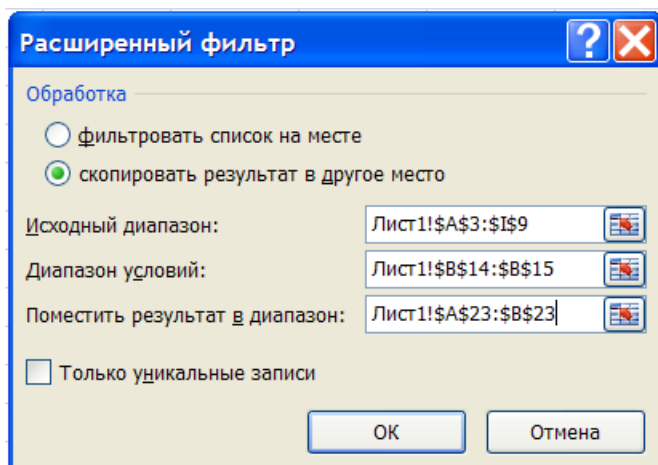 Расширенный фильтр
Обработка
фильтровать список на месте
скопировать результат в другое место
Исходный диапазон: Лист1!$A$3:$I$9
Диапазон условий: Лист1!$B$14:$B$15
Поместить результат в диапазон: Лист1!$A$23:$B$23
Только уникальные записи
ОК Отмена